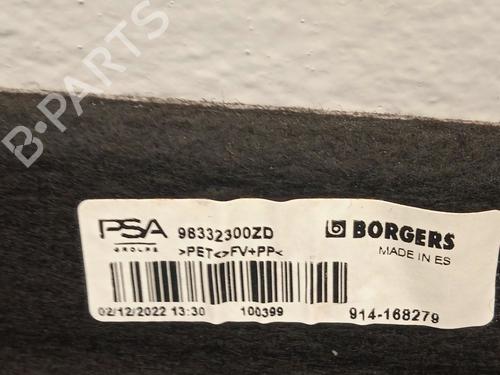 B-PARTS
PSA
GROUPE
98332300ZD
>PET<>FV+PP<
BORGERS
MADE IN ES
02/12/2022 13:30
100399
914-168279